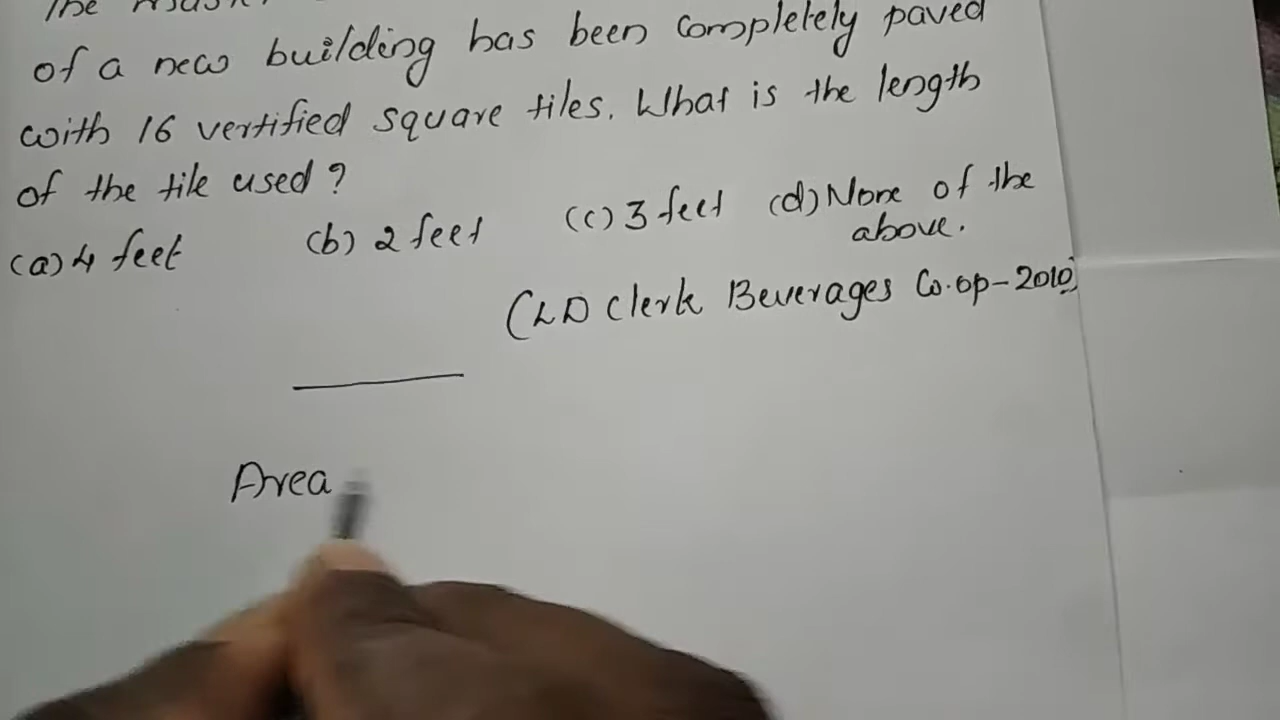 The
of a new building has been completely paved
with 16 vertified square tiles. What is the length
of the tile used ?
(a) 4 feet (b) 2 feet (c) 3 feet (d) None of the above.
(LD Clerk Beverages Co.op-2010)
Area